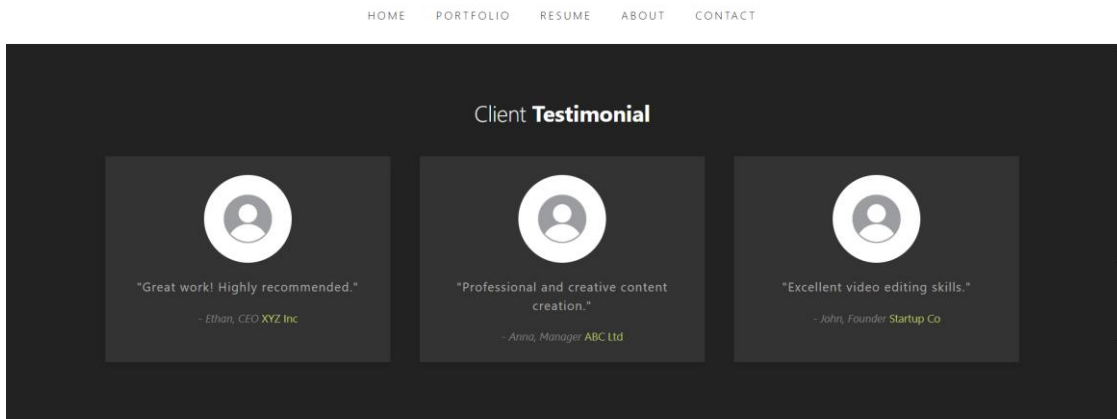 HOME PORTFOLIO RESUME ABOUT CONTACT
Client Testimonial
"Great work! Highly recommended."
- Ethan, CEO XYZ Inc
"Professional and creative content
creation."
- Anna, Manager ABC Ltd
"Excellent video editing skills."
- John, Founder Startup Co